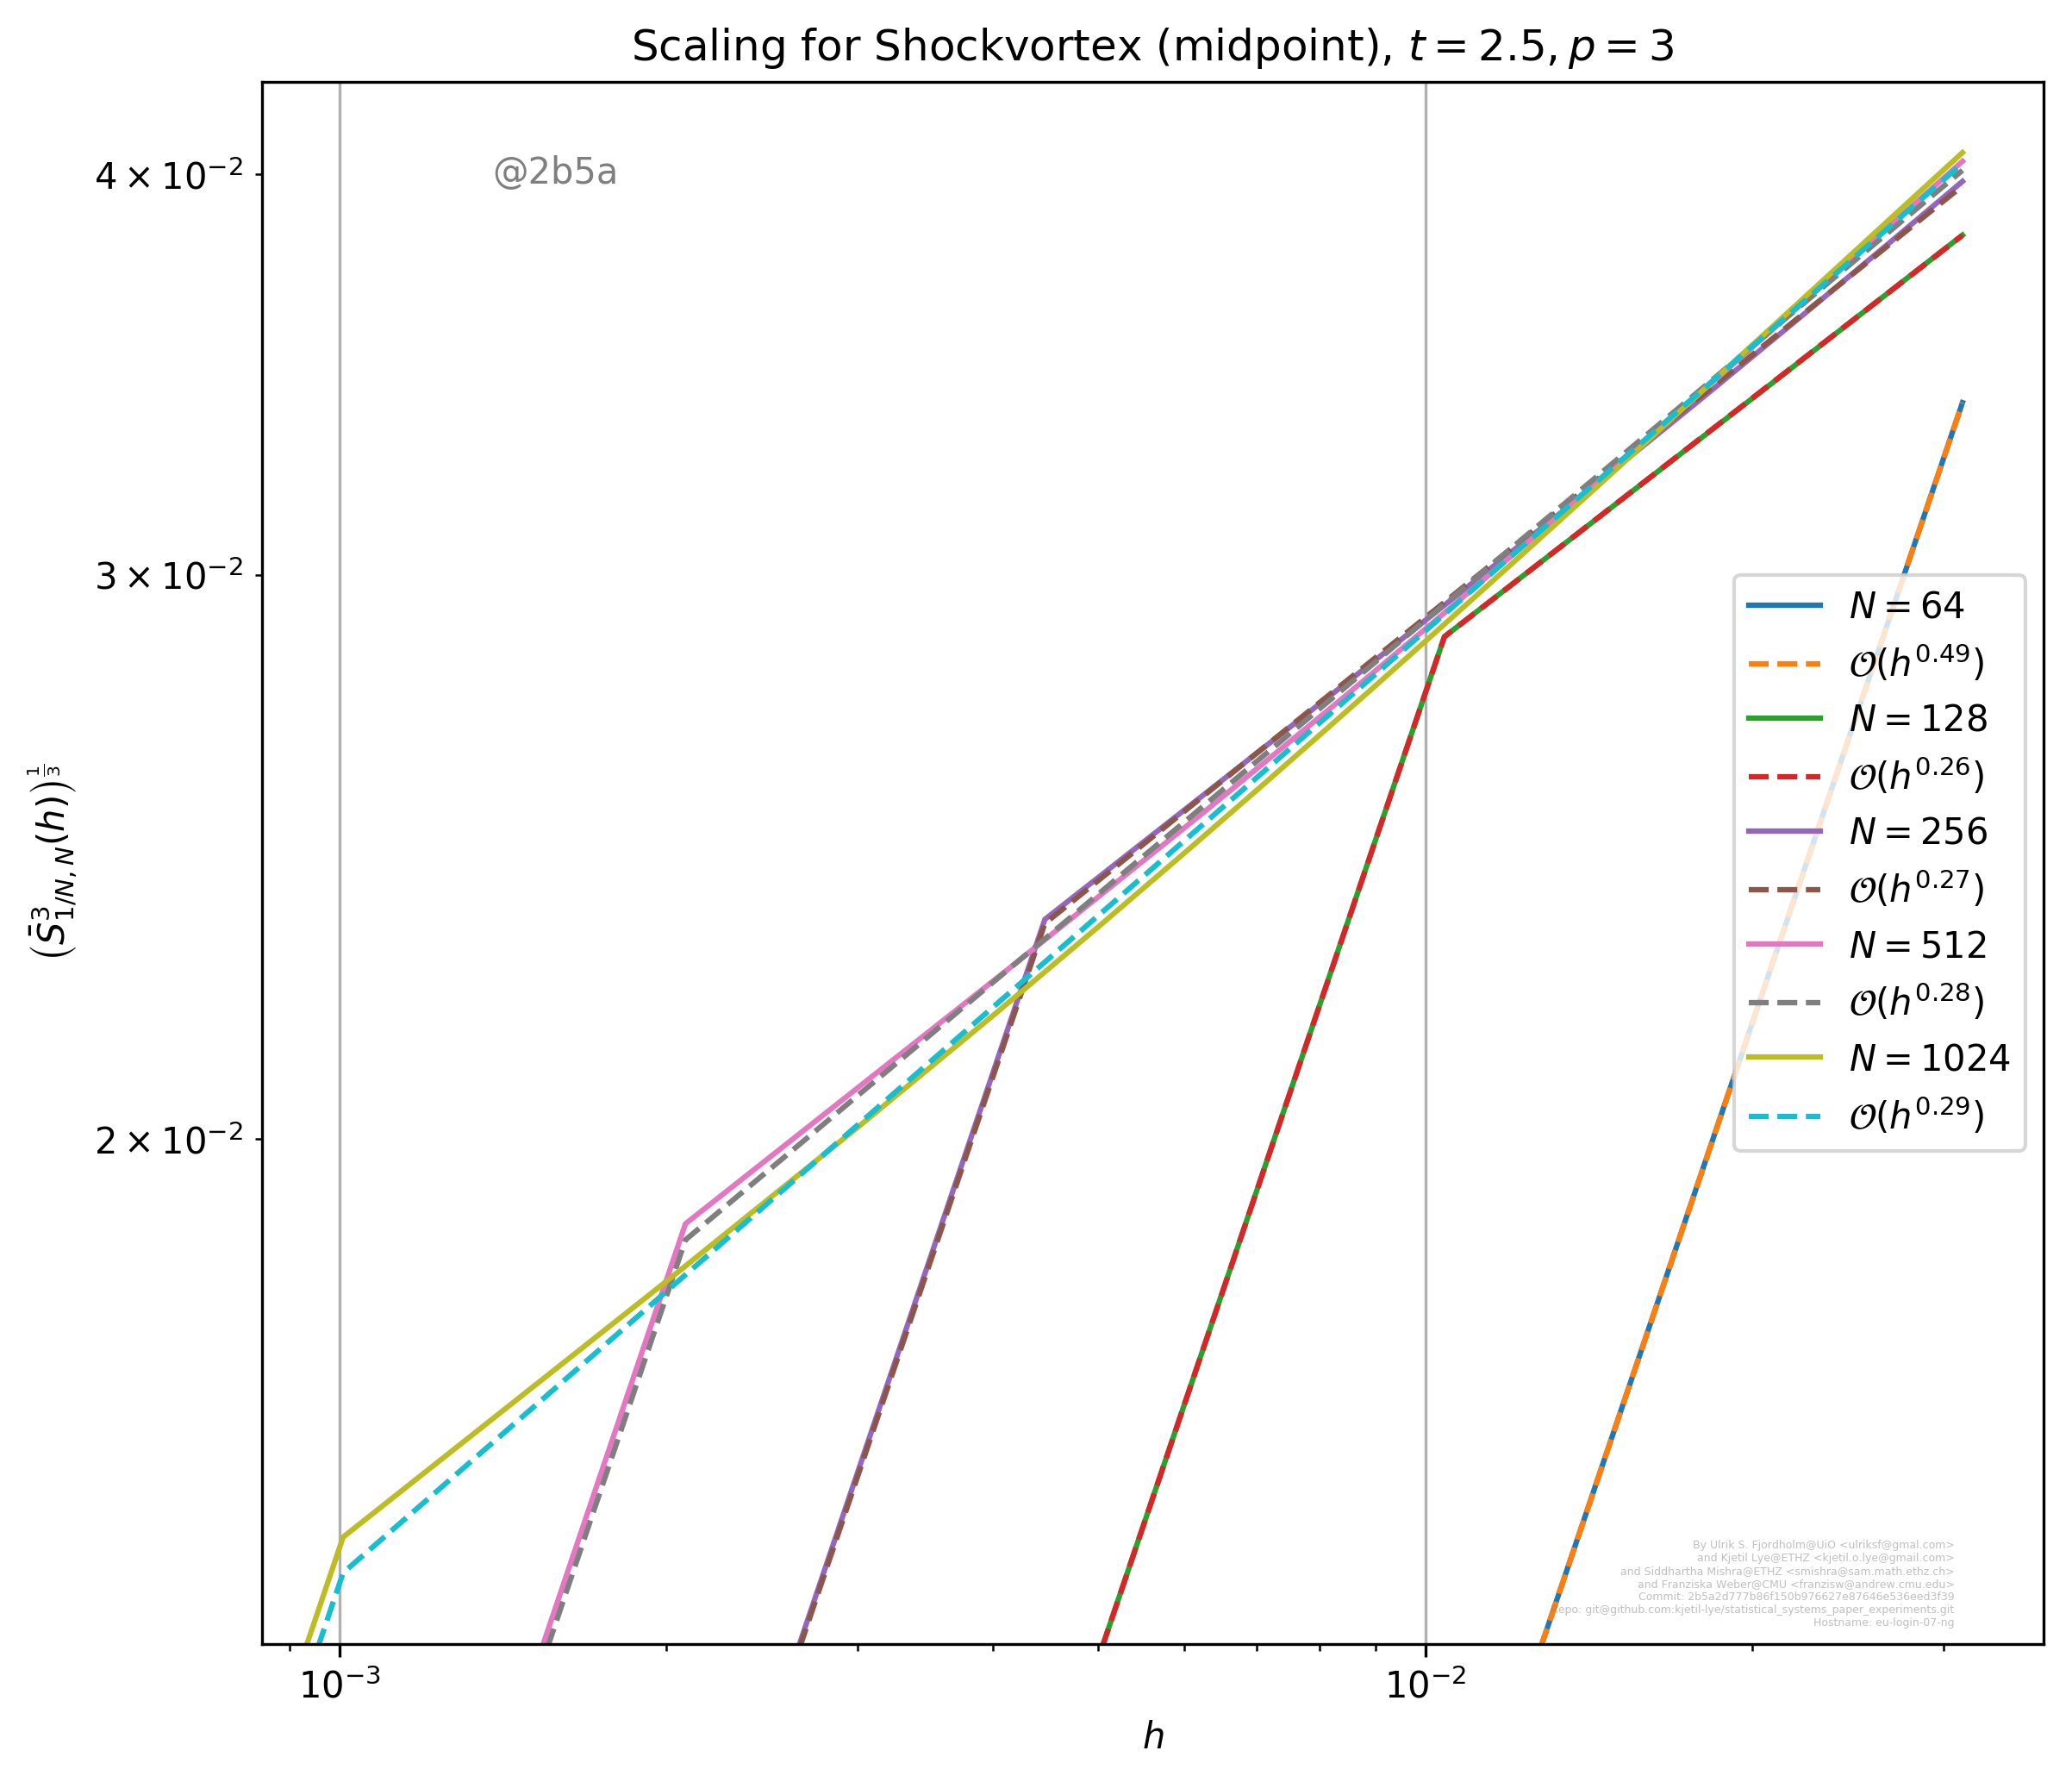 Scaling for Shockvortex (midpoint), t = 2.5, p = 3
@2b5a
4 × 10⁻²
3 × 10⁻²
2 × 10⁻²
(S̄³_{1/N, N}(h))^{1/3}
N = 64
𝒪(h^{0.49})
N = 128
𝒪(h^{0.26})
N = 256
𝒪(h^{0.27})
N = 512
𝒪(h^{0.28})
N = 1024
𝒪(h^{0.29})
By Ulrik S. Fjordholm@UiO <ulriksf@gmal.com>
and Kjetil Lye@ETHZ <kjetil.o.lye@gmail.com>
and Siddhartha Mishra@ETHZ <smishra@sam.math.ethz.ch>
and Franziska Weber@CMU <franzisw@andrew.cmu.edu>
Commit: 2b5a2d777b86f150b976627e87646e536eed3f39
Repo: git@github.com:kjetil-lye/statistical_systems_paper_experiments.git
Hostname: eu-login-07-ng
10⁻³
10⁻²
h